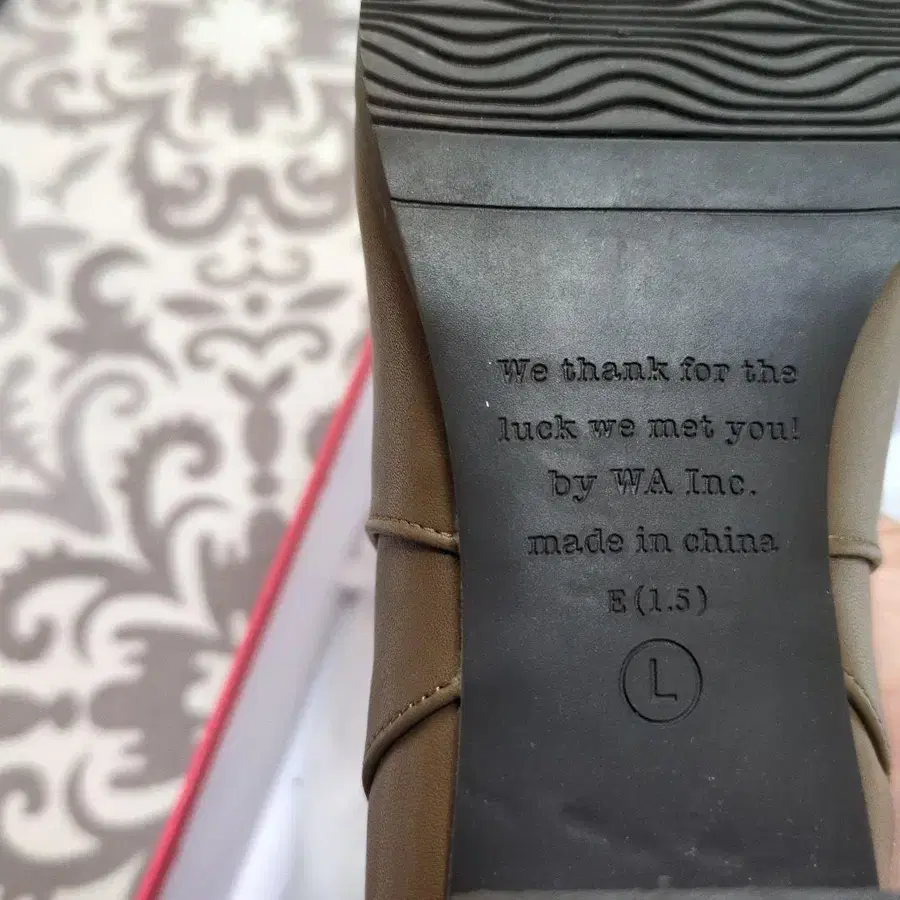 We thank for the
luck we met you!
by WA Inc.
made in china
E(1.5)
L